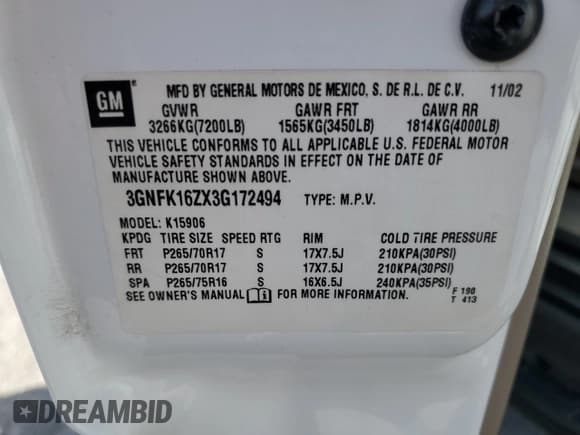 GM
MFD BY GENERAL MOTORS DE MEXICO, S. DE R.L. DE C.V. 11/02
GVWR GAWR FRT GAWR RR
3266KG(7200LB) 1565KG(3450LB) 1814KG(4000LB)
THIS VEHICLE CONFORMS TO ALL APPLICABLE U.S. FEDERAL MOTOR
VEHICLE SAFETY STANDARDS IN EFFECT ON THE DATE OF
MANUFACTURE SHOWN ABOVE.
3GNFK16ZX3G172494 TYPE: M.P.V.
MODEL: K15906
KPDG TIRE SIZE SPEED RTG RIM COLD TIRE PRESSURE
FRT P265/70R17 S 17X7.5J 210KPA(30PSI)
RR P265/70R17 S 17X7.5J 210KPA(30PSI)
SPA P265/75R16 S 16X6.5J 240KPA(35PSI)
SEE OWNER'S MANUAL FOR MORE INFORMATION.
F 190
T 413
DREAMBID